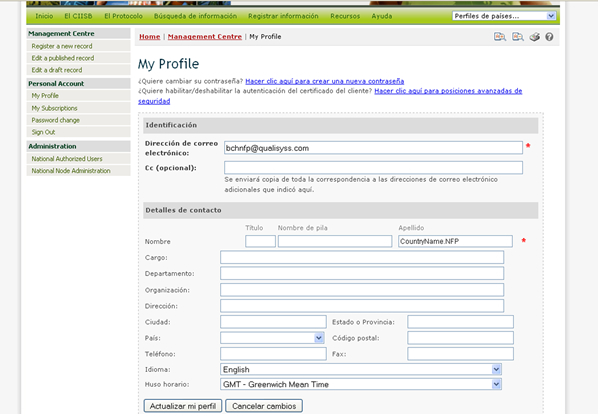 Inicio El CIISB El Protocolo Búsqueda de información Registrar información Recursos Ayuda Perfiles de países...
Management Centre
Register a new record
Edit a published record
Edit a draft record
Personal Account
My Profile
My Subscriptions
Password change
Sign Out
Administration
National Authorized Users
National Node Administration
Home | Management Centre | My Profile
My Profile
¿Quiere cambiar su contraseña? Hacer clic aquí para crear una nueva contraseña
¿Quiere habilitar/deshabilitar la autenticación del certificado del cliente? Hacer clic aquí para posiciones avanzadas de
seguridad
Identificación
Dirección de correo
electrónico:
bchnfp@qualisyss.com *
Cc (opcional):
Se enviará copia de toda la correspondencia a las direcciones de correo electrónico
adicionales que indicó aquí.
Detalles de contacto
Título Nombre de pila Apellido
Nombre CountryName.NFP *
Cargo:
Departamento:
Organización:
Dirección:
Ciudad: Estado o Provincia:
País: Código postal:
Teléfono: Fax:
Idioma: English
Huso horario: GMT - Greenwich Mean Time
Actualizar mi perfil Cancelar cambios